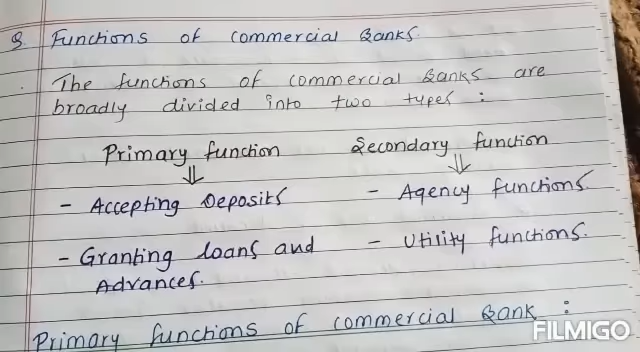 Q. Functions of commercial Banks.
The functions of commercial Banks are
broadly divided into two types :
Primary function Secondary function
⇓ ⇓
- Accepting Deposits - Agency functions.
- Granting loans and - Utility functions.
Advances.
Primary functions of commercial Bank :
FILMIGO